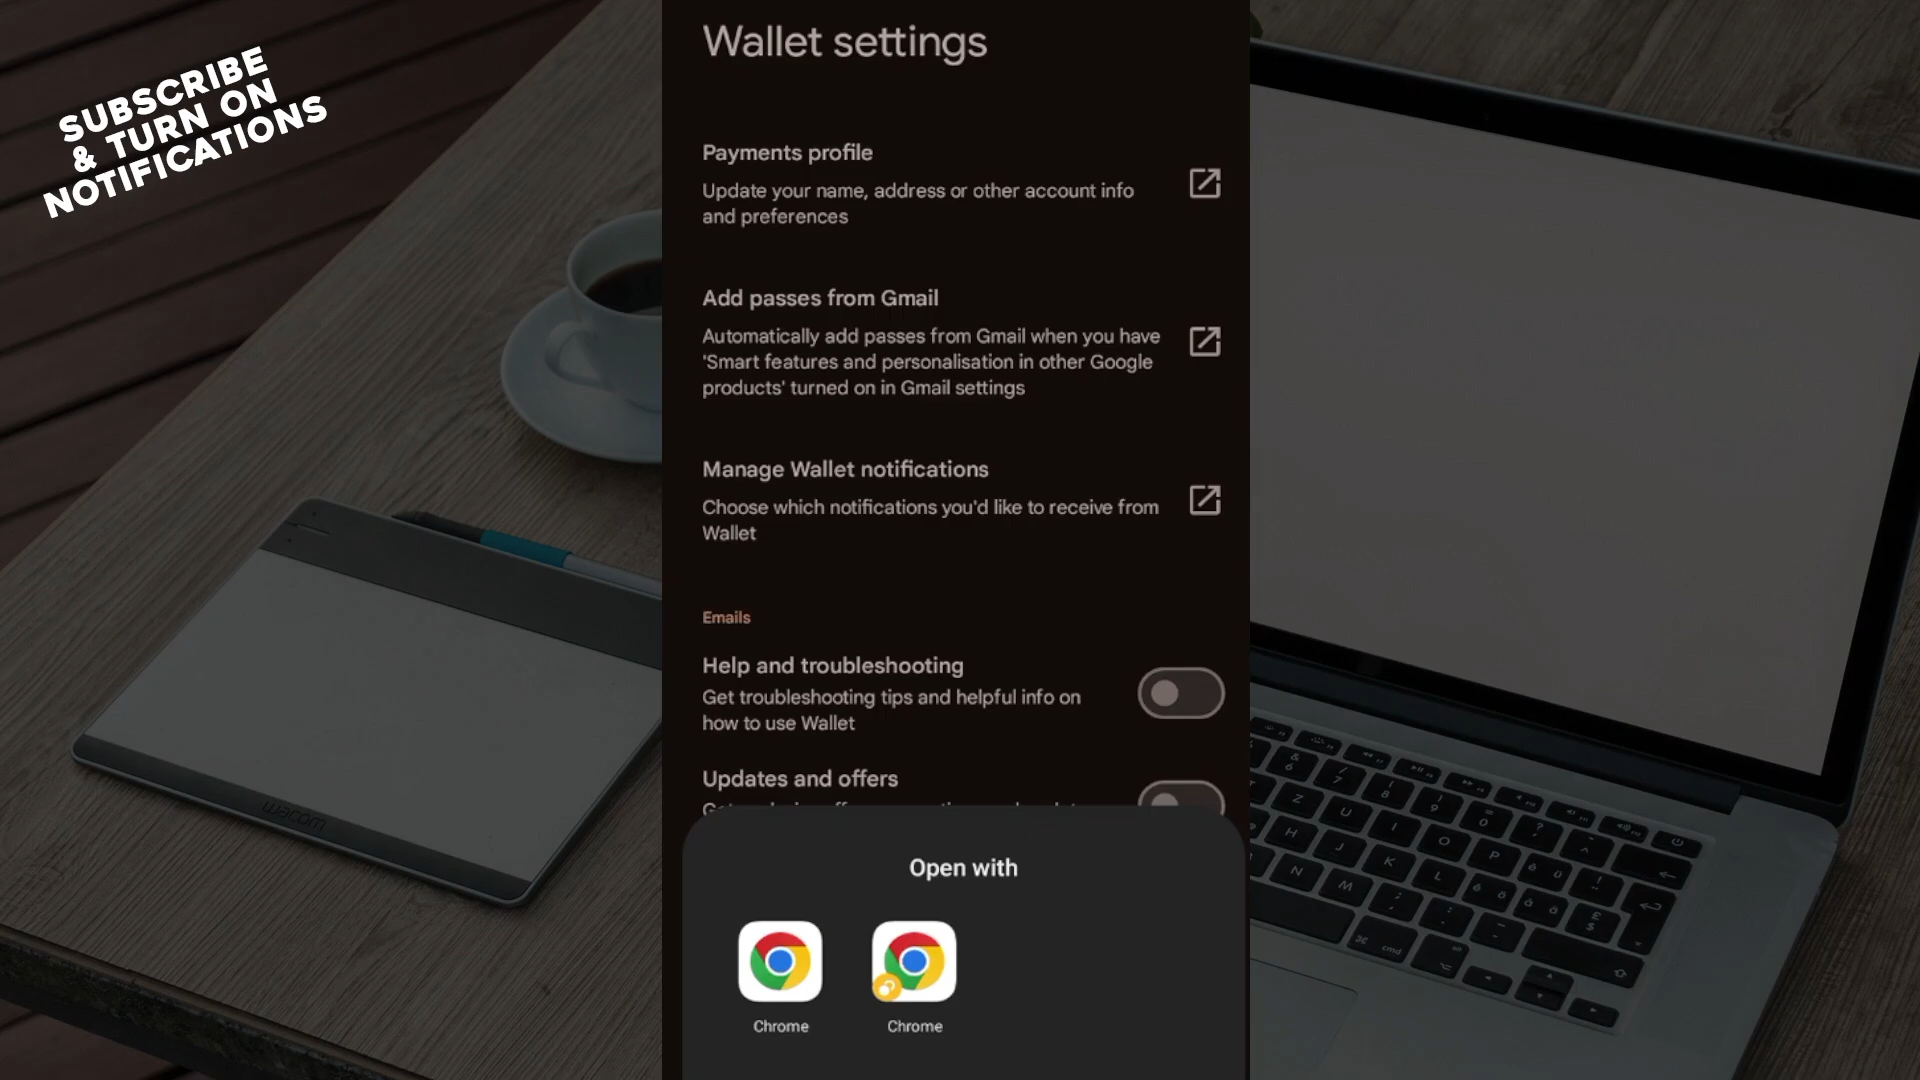 SUBSCRIBE
& TURN ON
NOTIFICATIONS
Wallet settings
Payments profile
Update your name, address or other account info
and preferences
Add passes from Gmail
Automatically add passes from Gmail when you have
'Smart features and personalisation in other Google
products' turned on in Gmail settings
Manage Wallet notifications
Choose which notifications you'd like to receive from
Wallet
Emails
Help and troubleshooting
Get troubleshooting tips and helpful info on
how to use Wallet
Updates and offers
Open with
Chrome
Chrome
wacom